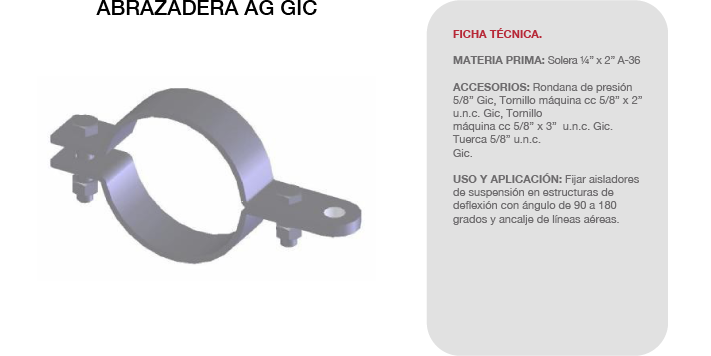 ABRAZADERA AG GIC
FICHA TÉCNICA.
MATERIA PRIMA: Solera ¼” x 2” A-36
ACCESORIOS: Rondana de presión
5/8” Gic, Tornillo máquina cc 5/8” x 2”
u.n.c. Gic, Tornillo
máquina cc 5/8” x 3” u.n.c. Gic.
Tuerca 5/8” u.n.c.
Gic.
USO Y APLICACIÓN: Fijar aisladores
de suspensión en estructuras de
deflexión con ángulo de 90 a 180
grados y ancalje de líneas aéreas.